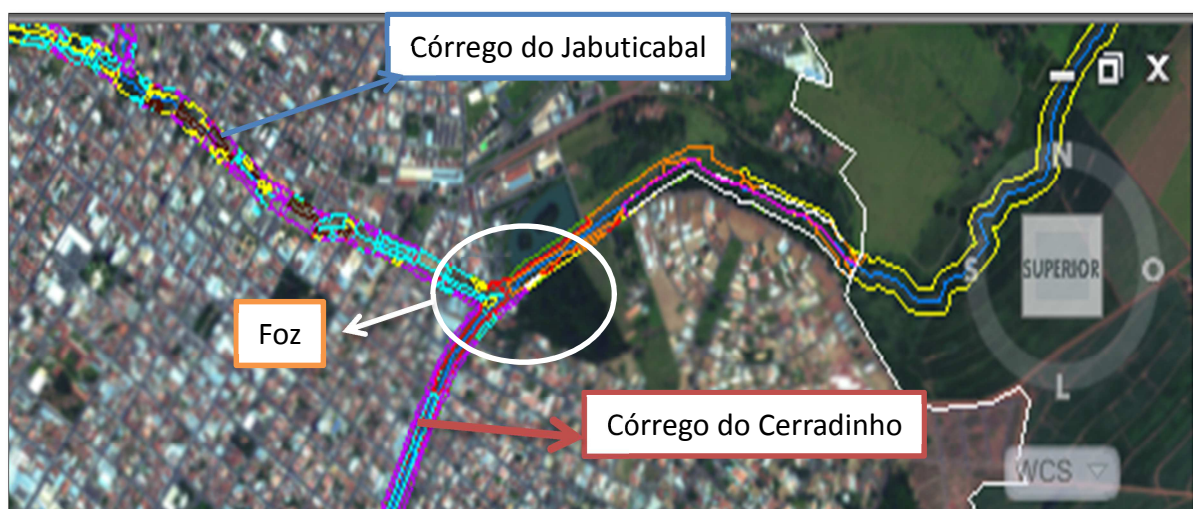 Córrego do Jabuticabal
X
N
S
SUPERIOR
O
Foz
L
Córrego do Cerradinho
WCS